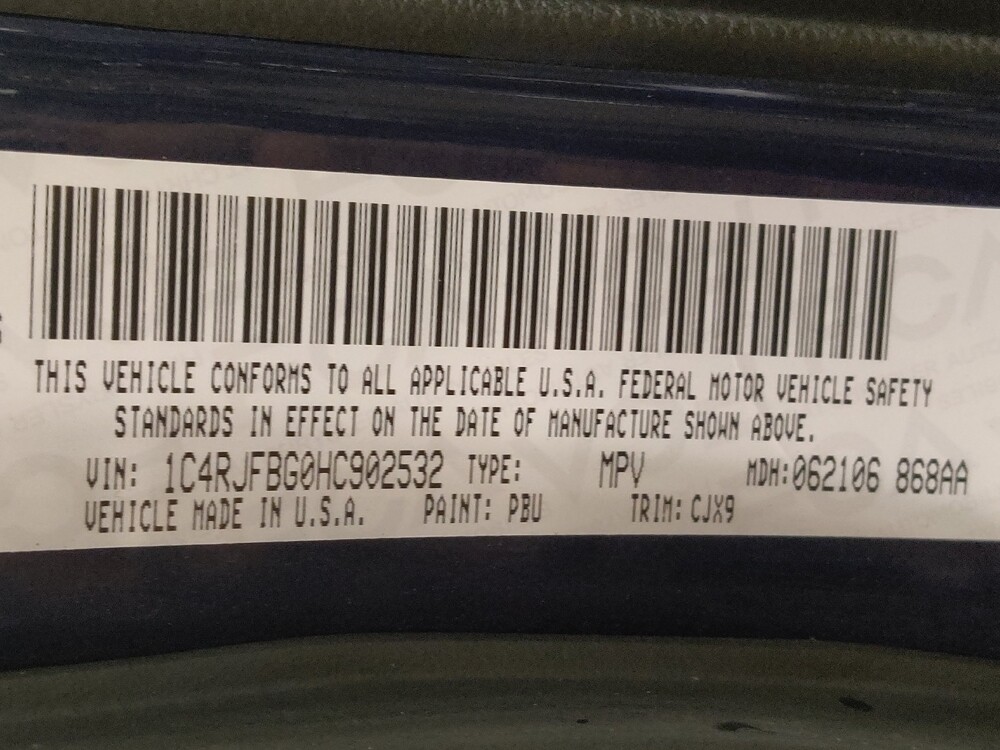 THIS VEHICLE CONFORMS TO ALL APPLICABLE U.S.A. FEDERAL MOTOR VEHICLE SAFETY
STANDARDS IN EFFECT ON THE DATE OF MANUFACTURE SHOWN ABOVE.
VIN: 1C4RJFBG0HC902532 TYPE: MPV MDH:062106 868AA
VEHICLE MADE IN U.S.A. PAINT: PBU TRIM: CJX9